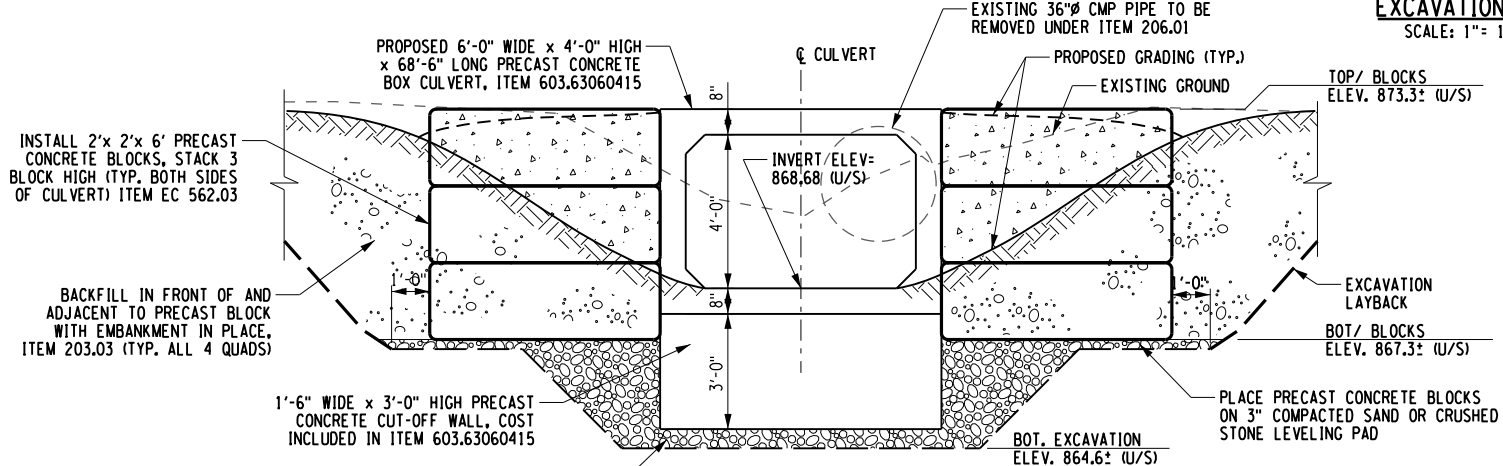 EXISTING 36"Ø CMP PIPE TO BE
REMOVED UNDER ITEM 206.01
EXCAVATION
SCALE: 1"= 1
PROPOSED 6'-0" WIDE x 4'-0" HIGH
x 68'-6" LONG PRECAST CONCRETE
BOX CULVERT, ITEM 603.63060415
℄ CULVERT
PROPOSED GRADING (TYP.)
EXISTING GROUND
TOP/ BLOCKS
ELEV. 873.3± (U/S)
8"
INSTALL 2'x 2'x 6' PRECAST
CONCRETE BLOCKS, STACK 3
BLOCK HIGH (TYP. BOTH SIDES
OF CULVERT) ITEM EC 562.03
INVERT ELEV=
868.68 (U/S)
4'-0"
1'-0"
8"
1'-0"
BACKFILL IN FRONT OF AND
ADJACENT TO PRECAST BLOCK
WITH EMBANKMENT IN PLACE,
ITEM 203.03 (TYP. ALL 4 QUADS)
EXCAVATION
LAYBACK
BOT/ BLOCKS
ELEV. 867.3± (U/S)
3'-0"
1'-6" WIDE x 3'-0" HIGH PRECAST
CONCRETE CUT-OFF WALL, COST
INCLUDED IN ITEM 603.63060415
PLACE PRECAST CONCRETE BLOCKS
ON 3" COMPACTED SAND OR CRUSHED
STONE LEVELING PAD
BOT. EXCAVATION
ELEV. 864.6± (U/S)